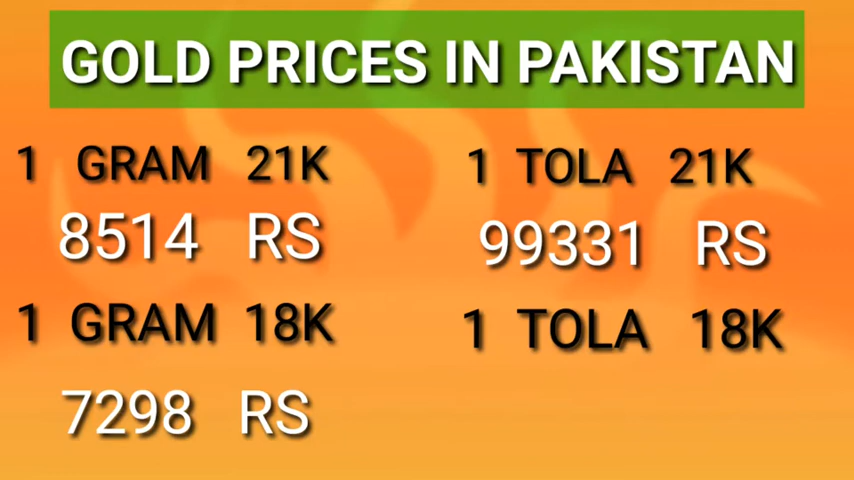 GOLD PRICES IN PAKISTAN
1 GRAM 21K
8514 RS
1 TOLA 21K
99331 RS
1 GRAM 18K
7298 RS
1 TOLA 18K